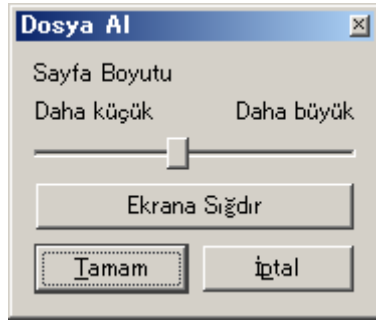 Dosya Al
Sayfa Boyutu
Daha küçük Daha büyük
Ekrana Sığdır
Tamam İptal